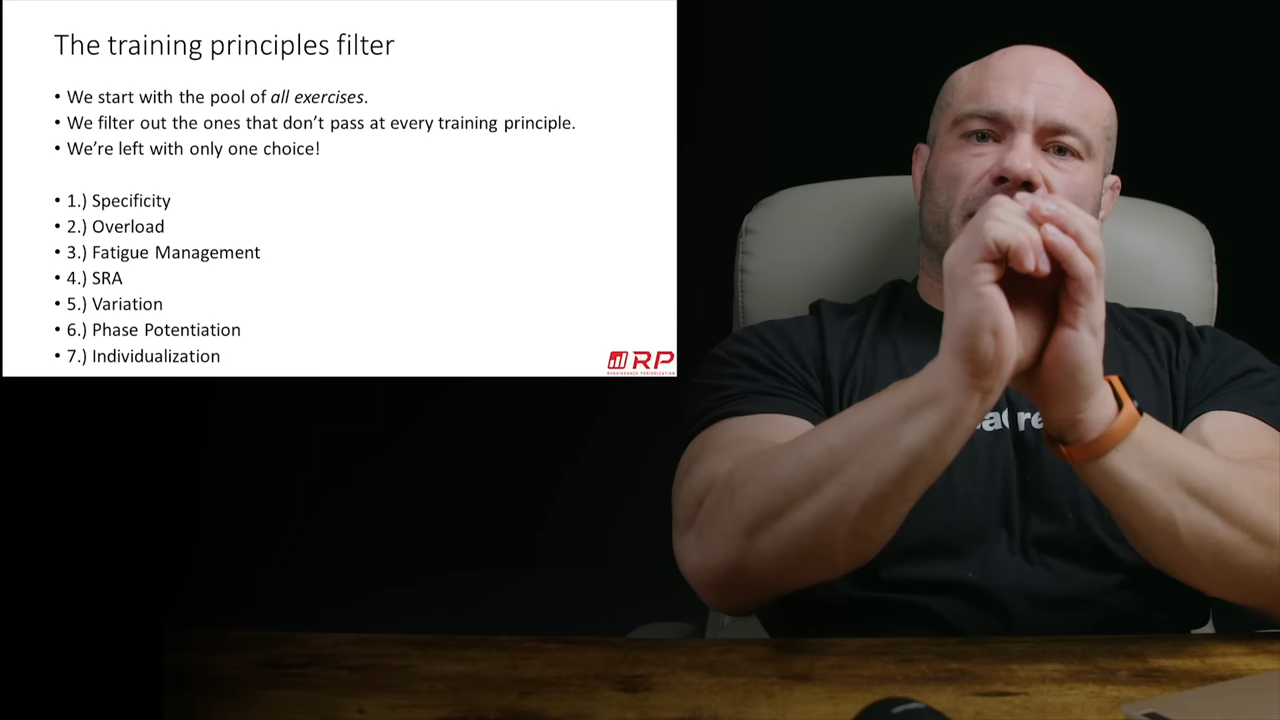 The training principles filter
• We start with the pool of all exercises.
• We filter out the ones that don't pass at every training principle.
• We're left with only one choice!
• 1.) Specificity
• 2.) Overload
• 3.) Fatigue Management
• 4.) SRA
• 5.) Variation
• 6.) Phase Potentiation
• 7.) Individualization
RP
RENAISSANCE PERIODIZATION